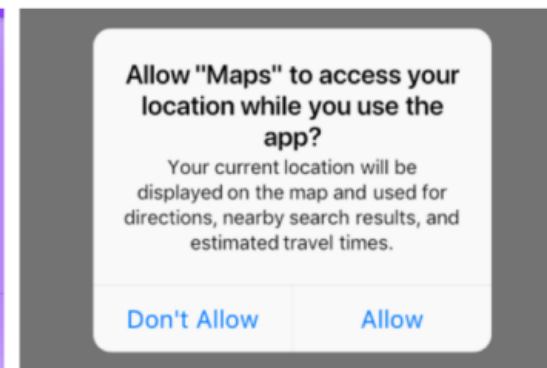 Allow "Maps" to access your
location while you use the
app?
Your current location will be
displayed on the map and used for
directions, nearby search results, and
estimated travel times.
Don't Allow
Allow